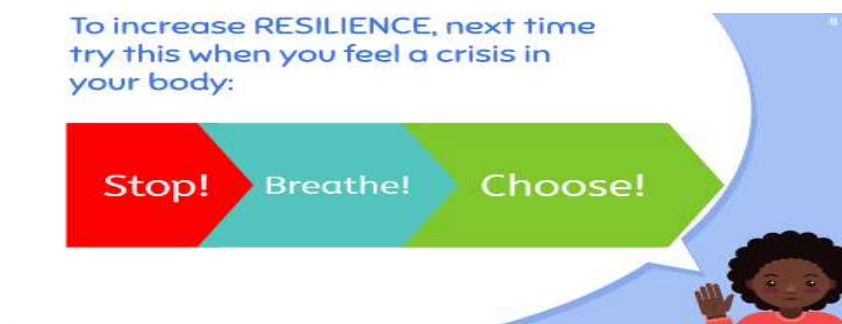 To increase RESILIENCE, next time
try this when you feel a crisis in
your body:
Stop! Breathe! Choose!